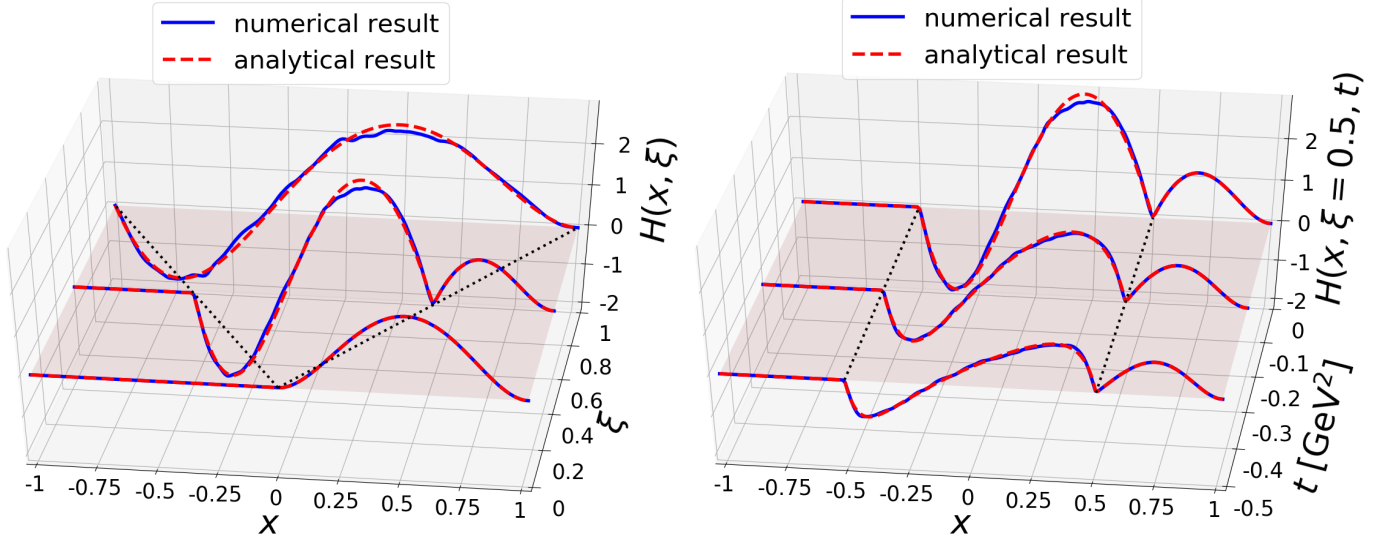 numerical result
analytical result
2
1
0
-1
-2
H(x, ξ)
1
0.8
0.6
0.4
0.2
0
ξ
-1 -0.75 -0.5 -0.25 0 0.25 0.5 0.75 1
x
numerical result
analytical result
2
1
0
-1
-2
H(x, ξ = 0.5, t)
0
-0.1
-0.2
-0.3
-0.4
-0.5
t [GeV²]
-1 -0.75 -0.5 -0.25 0 0.25 0.5 0.75 1
x